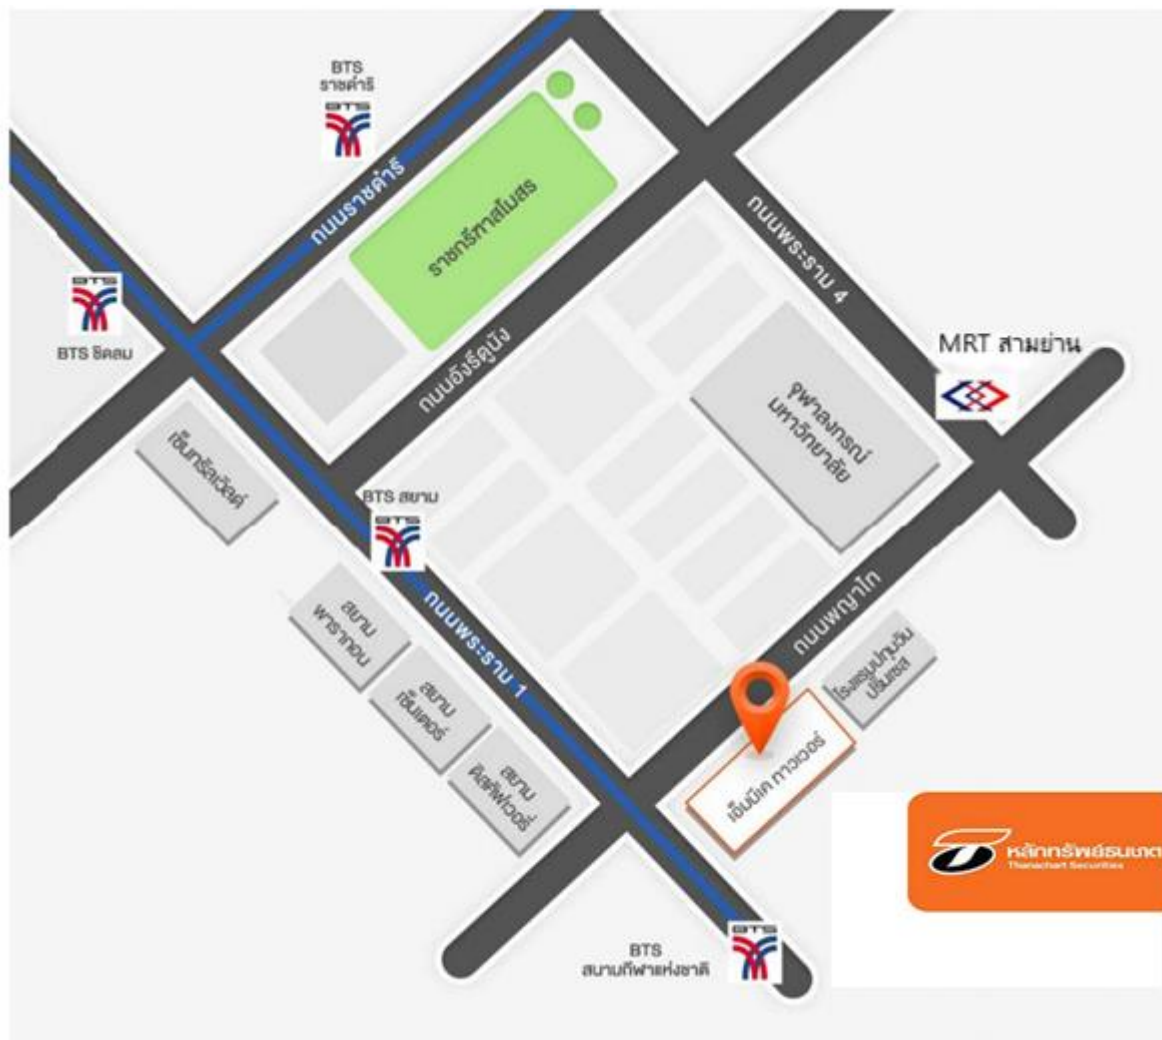 BTS
ราชดำริ
BTS
ถนนราชดำริ
ราชกรีฑาสโมสร
ถนนพระราม 4
BTS
BTS ชิดลม
ถนนอังรีดูนัง
MRT สามย่าน
จุฬาลงกรณ์
มหาวิทยาลัย
เซ็นทรัลเวิลด์
BTS สยาม
BTS
ถนนพระราม 1
ถนนพญาไท
สยาม
พารากอน
สยาม
เซ็นเตอร์
สยาม
ดิสคัฟเวอรี่
โรงแรมปทุมวัน
ปริ๊นเซส
เอ็มบีเค ทาวเวอร์
หลักทรัพย์ธนชาต
Thanachart Securities
BTS
สนามกีฬาแห่งชาติ
BTS